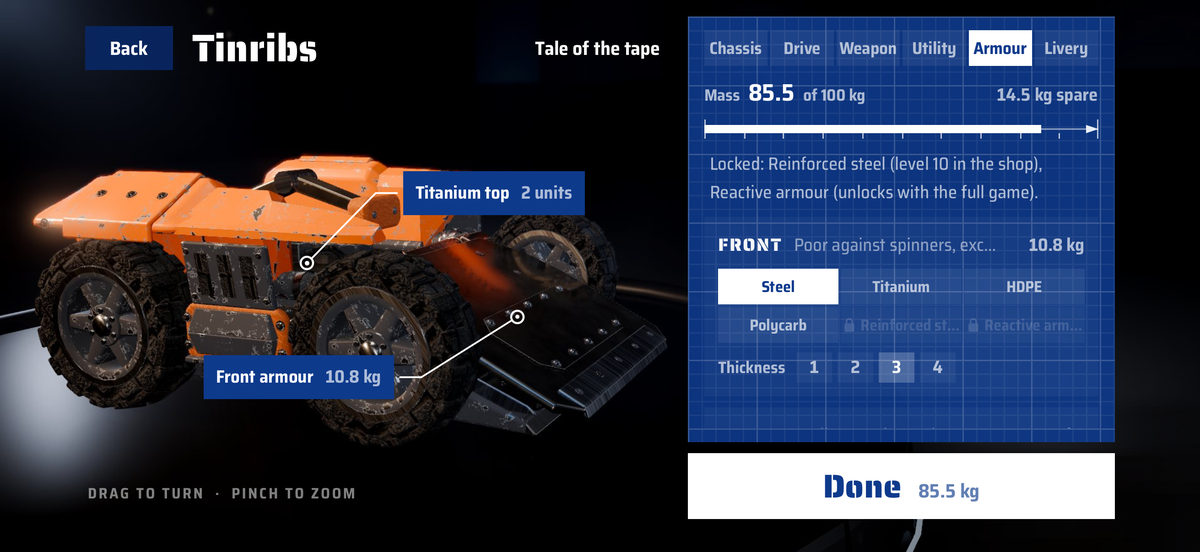 Back
Tinribs
Tale of the tape
Chassis Drive Weapon Utility Armour Livery
Mass 85.5 of 100 kg 14.5 kg spare
Locked: Reinforced steel (level 10 in the shop),
Reactive armour (unlocks with the full game).
Titanium top 2 units
FRONT Poor against spinners, exc... 10.8 kg
Steel Titanium HDPE
Polycarb Reinforced st... Reactive arm...
Front armour 10.8 kg
Thickness 1 2 3 4
DRAG TO TURN · PINCH TO ZOOM
Done 85.5 kg